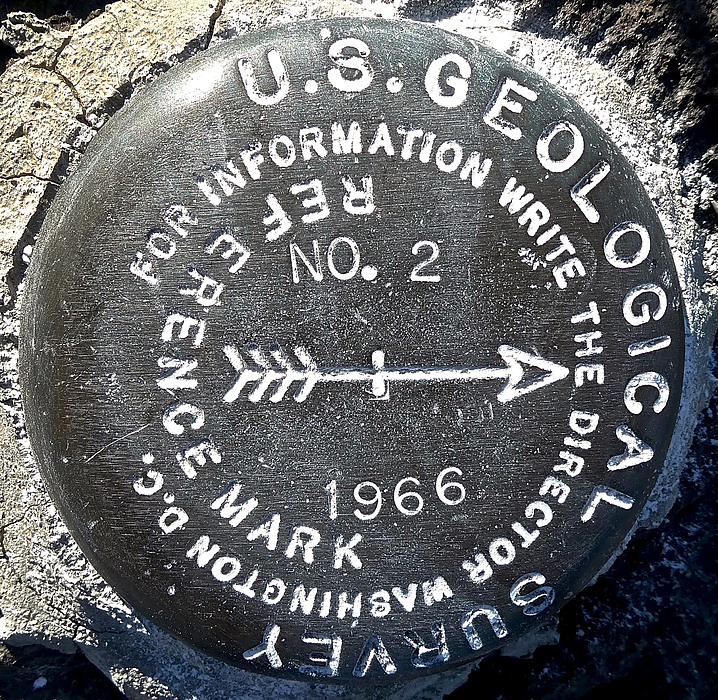 U.S. GEOLOGICAL SURVEY
FOR INFORMATION WRITE THE DIRECTOR WASHINGTON D.C.
REFERENCE MARK
NO. 2
1966